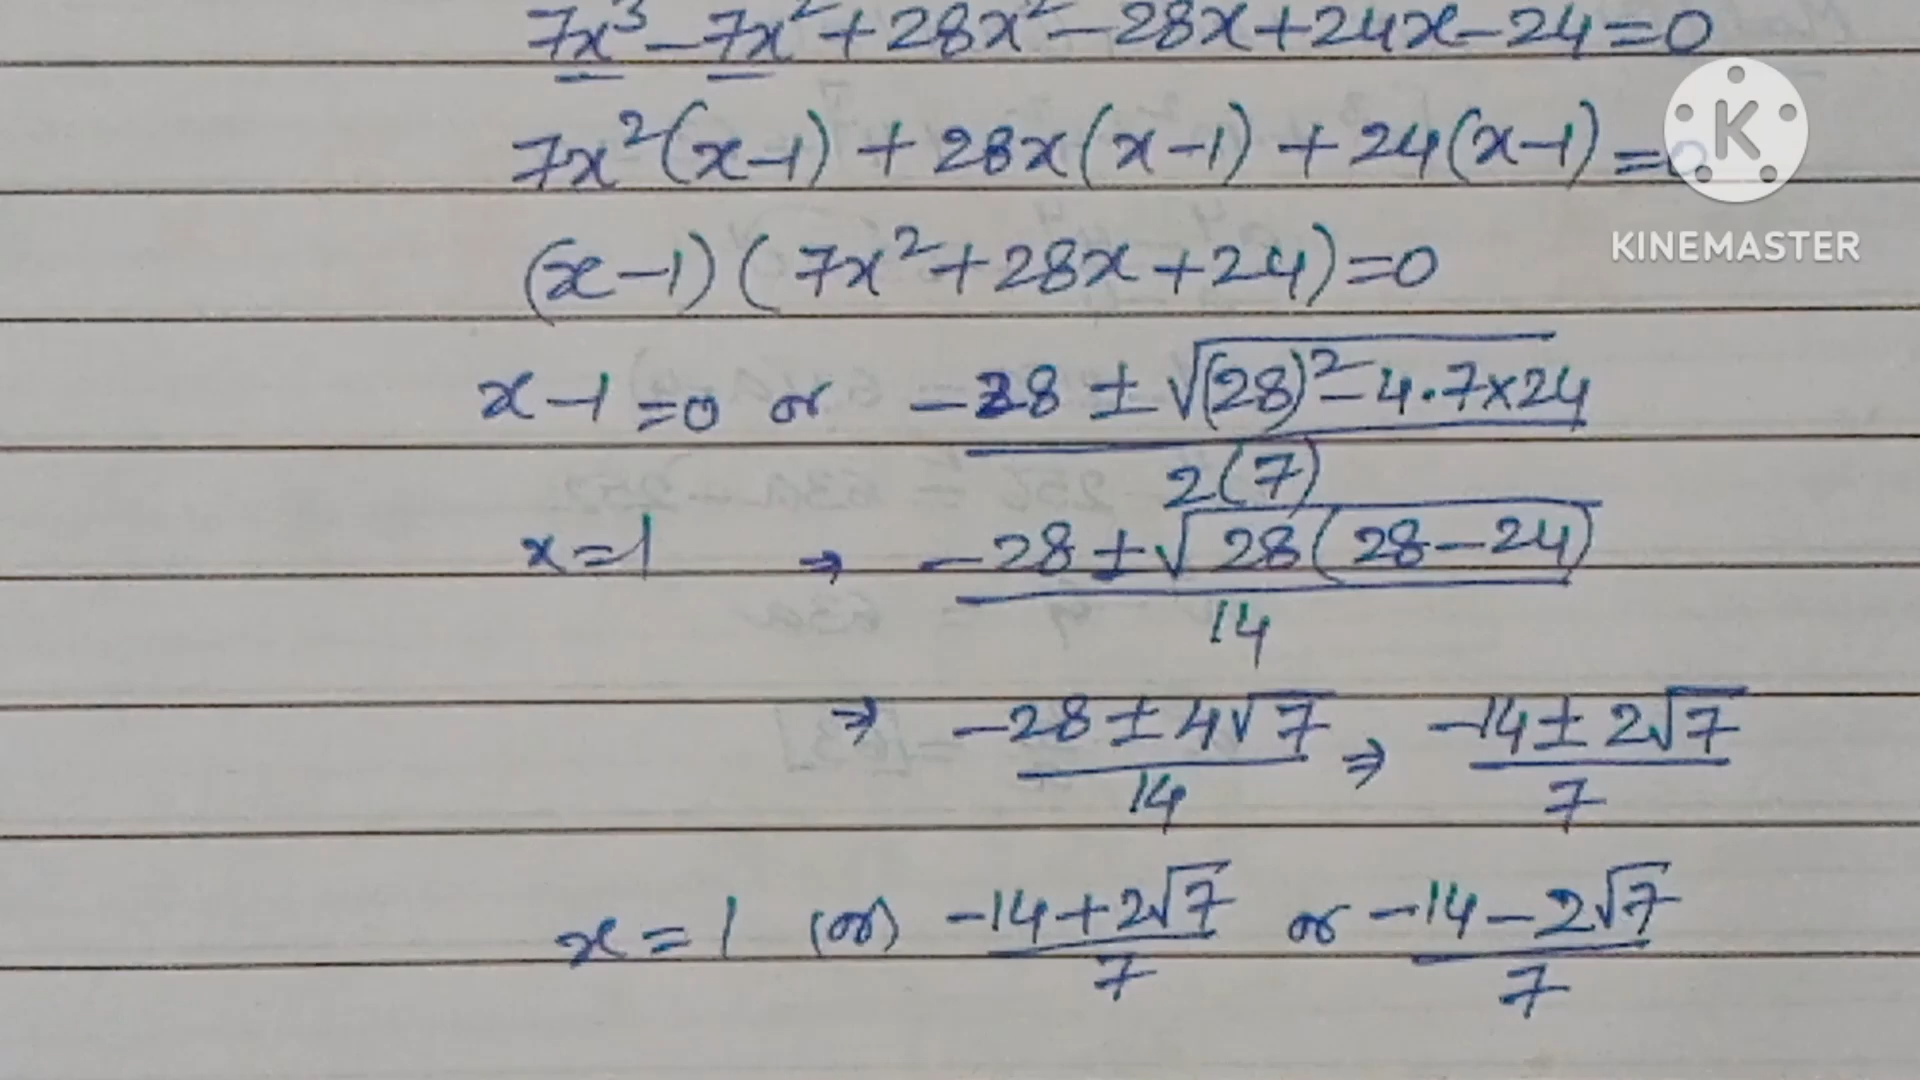 7x³ - 7x² + 28x² - 28x + 24x - 24 = 0
7x²(x-1) + 28x(x-1) + 24(x-1) = 0
K
KINEMASTER
(x-1)(7x² + 28x + 24) = 0
x-1 = 0 or -28 ± √(28)² - 4·7×24
2(7)
x = 1 → -28 ± √28(28-24)
14
⇒ -28 ± 4√7 ⇒ -14 ± 2√7
14 7
x = 1 (or) -14+2√7 or -14-2√7
7 7